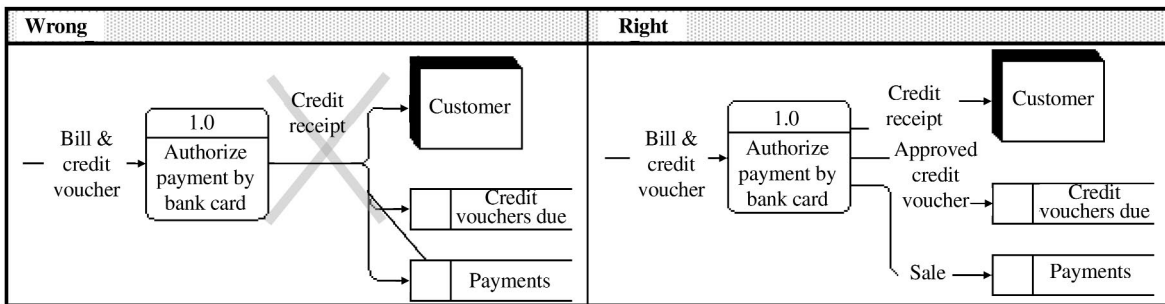 Wrong
Bill &
credit
voucher
1.0
Authorize
payment by
bank card
Credit
receipt
Customer
Credit
vouchers due
Payments
Right
Bill &
credit
voucher
1.0
Authorize
payment by
bank card
Credit
receipt
Approved
credit
voucher
Sale
Customer
Credit
vouchers due
Payments